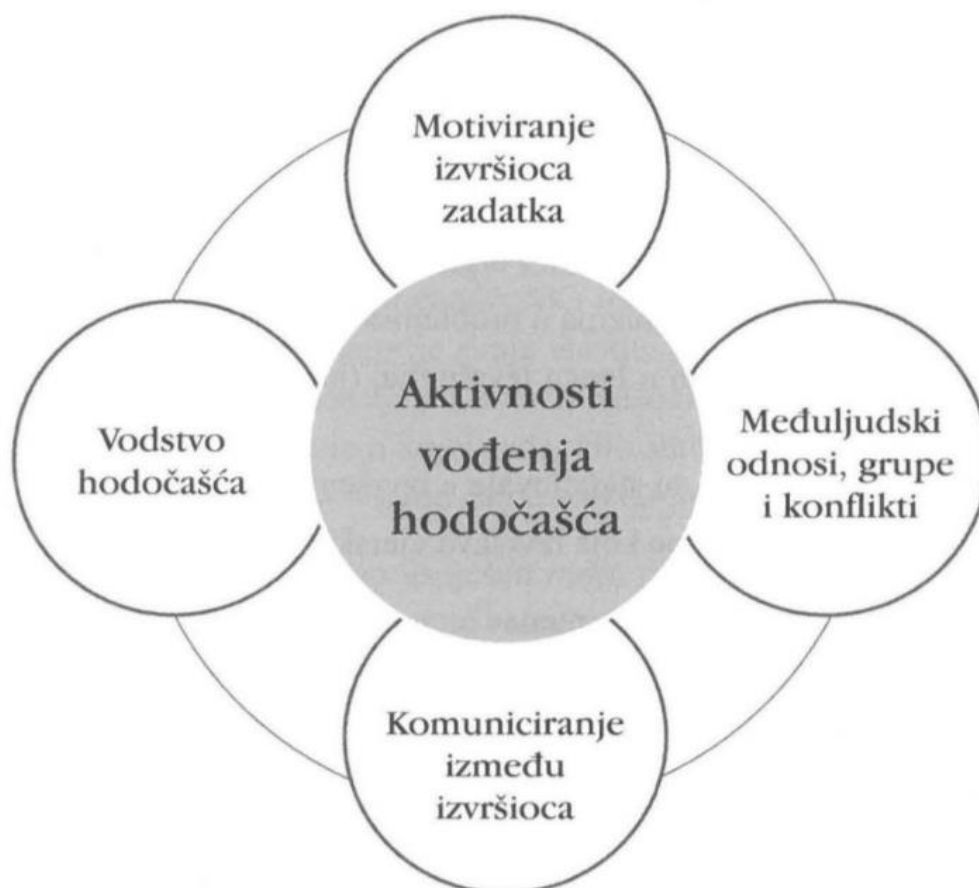 Motiviranje
izvršioca
zadatka
Vodstvo
hodočašća
Aktivnosti
vođenja
hodočašća
Međuljudski
odnosi, grupe
i konflikti
Komuniciranje
između
izvršioca